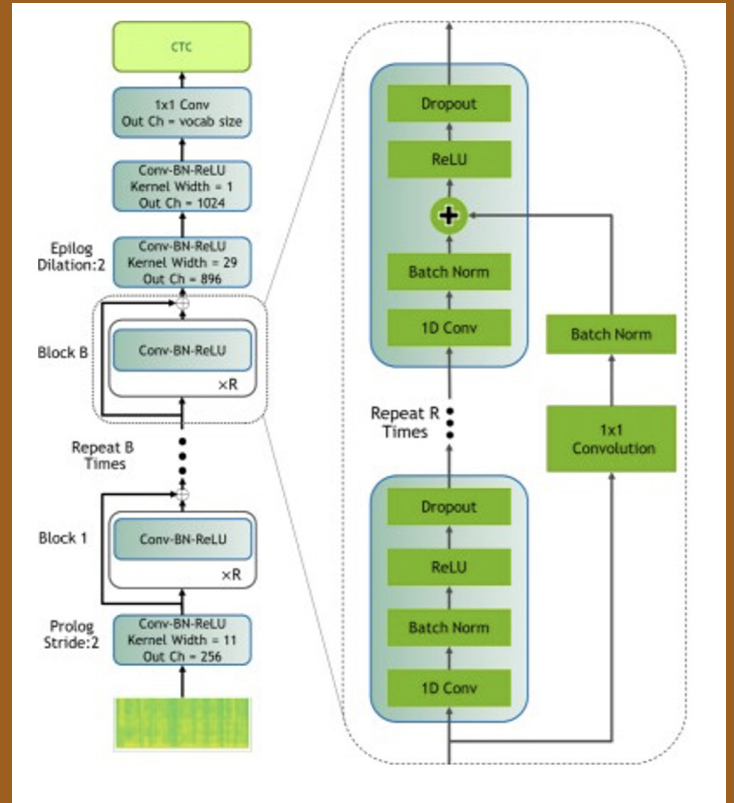 CTC
1x1 Conv
Out Ch = vocab size
Conv-BN-ReLU
Kernel Width = 1
Out Ch = 1024
Epilog
Dilation:2
Conv-BN-ReLU
Kernel Width = 29
Out Ch = 896
Block B
Conv-BN-ReLU
×R
Repeat B
Times
Block 1
Conv-BN-ReLU
×R
Prolog
Stride:2
Conv-BN-ReLU
Kernel Width = 11
Out Ch = 256
Dropout
ReLU
+
Batch Norm
1D Conv
Batch Norm
1x1
Convolution
Repeat R
Times
Dropout
ReLU
Batch Norm
1D Conv